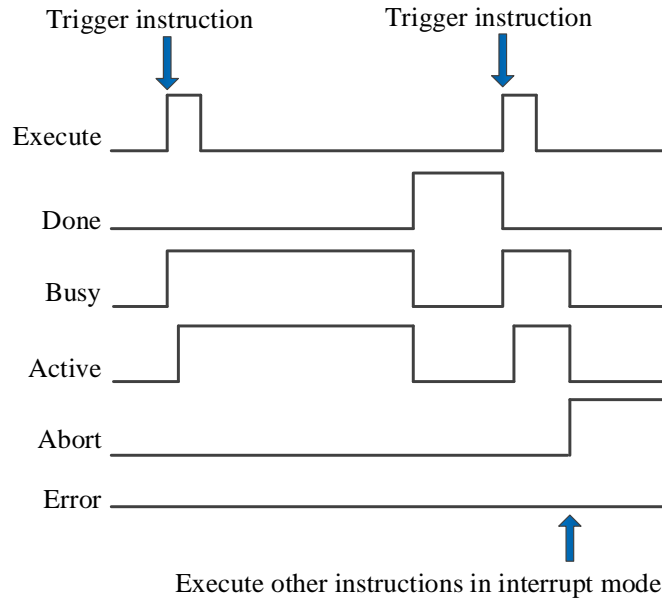 Trigger instruction
Trigger instruction
Execute
Done
Busy
Active
Abort
Error
Execute other instructions in interrupt mode